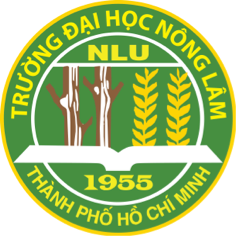 TRƯỜNG ĐẠI HỌC NÔNG LÂM
NLU
1955
THÀNH PHỐ HỒ CHÍ MINH